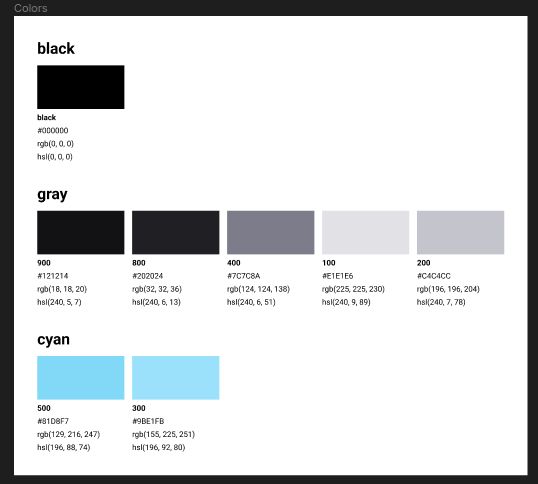 Colors
black
black
#000000
rgb(0, 0, 0)
hsl(0, 0, 0)
gray
900
#121214
rgb(18, 18, 20)
hsl(240, 5, 7)
800
#202024
rgb(32, 32, 36)
hsl(240, 6, 13)
400
#7C7C8A
rgb(124, 124, 138)
hsl(240, 6, 51)
100
#E1E1E6
rgb(225, 225, 230)
hsl(240, 9, 89)
200
#C4C4CC
rgb(196, 196, 204)
hsl(240, 7, 78)
cyan
500
#81D8F7
rgb(129, 216, 247)
hsl(196, 88, 74)
300
#9BE1FB
rgb(155, 225, 251)
hsl(196, 92, 80)